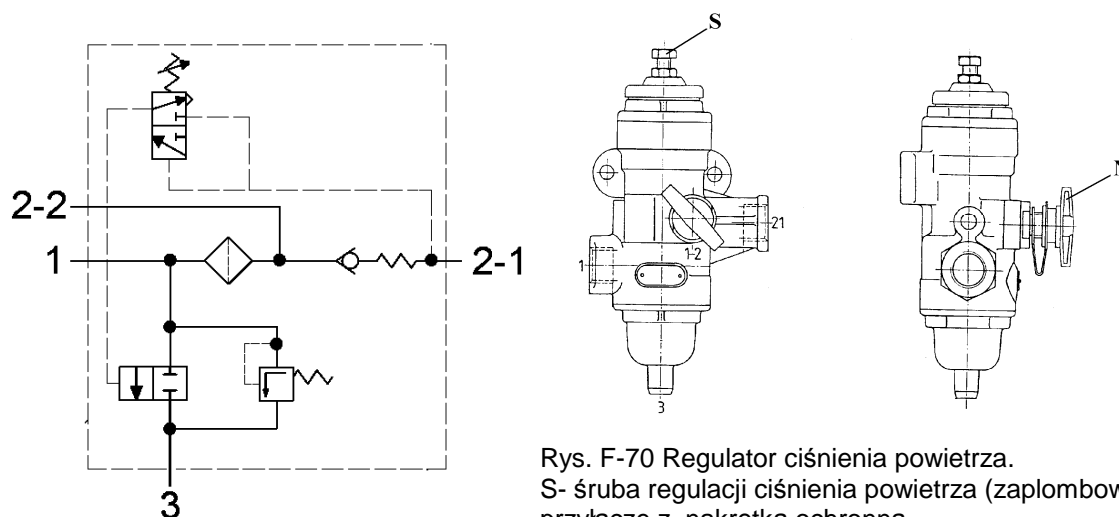 S
N
2-2
1
2-1
3
1
1-2
21
3
Rys. F-70 Regulator ciśnienia powietrza.
S- śruba regulacji ciśnienia powietrza (zaplombow
przyłącze z nakrętką ochronną